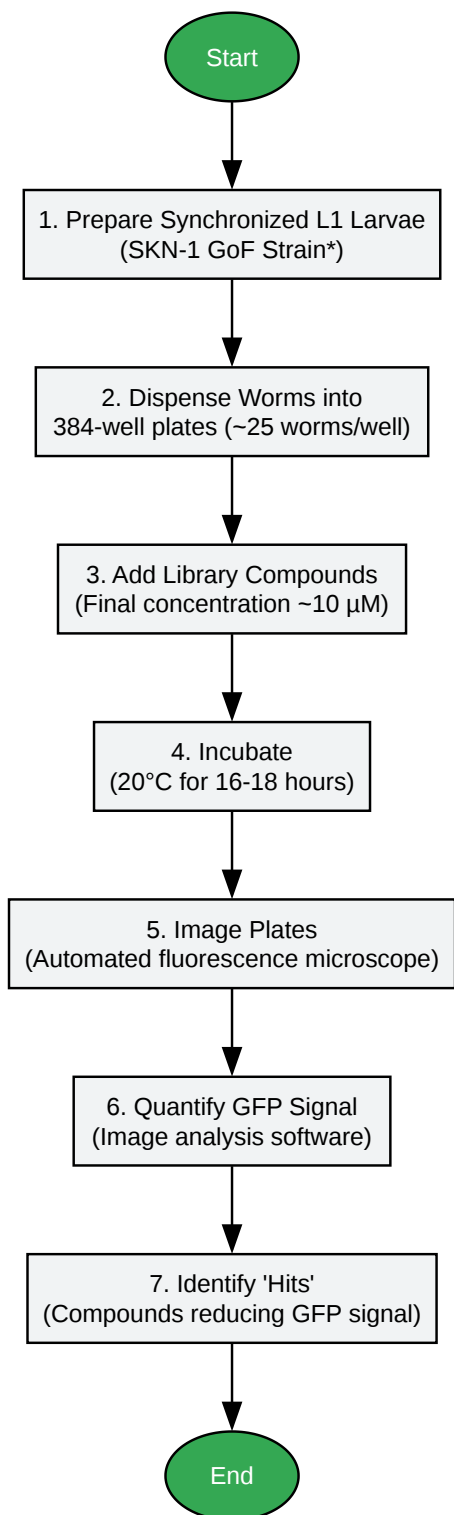 Start
1. Prepare Synchronized L1 Larvae
(SKN-1 GoF Strain*)
2. Dispense Worms into
384-well plates (~25 worms/well)
3. Add Library Compounds
(Final concentration ~10 µM)
4. Incubate
(20°C for 16-18 hours)
5. Image Plates
(Automated fluorescence microscope)
6. Quantify GFP Signal
(Image analysis software)
7. Identify 'Hits'
(Compounds reducing GFP signal)
End